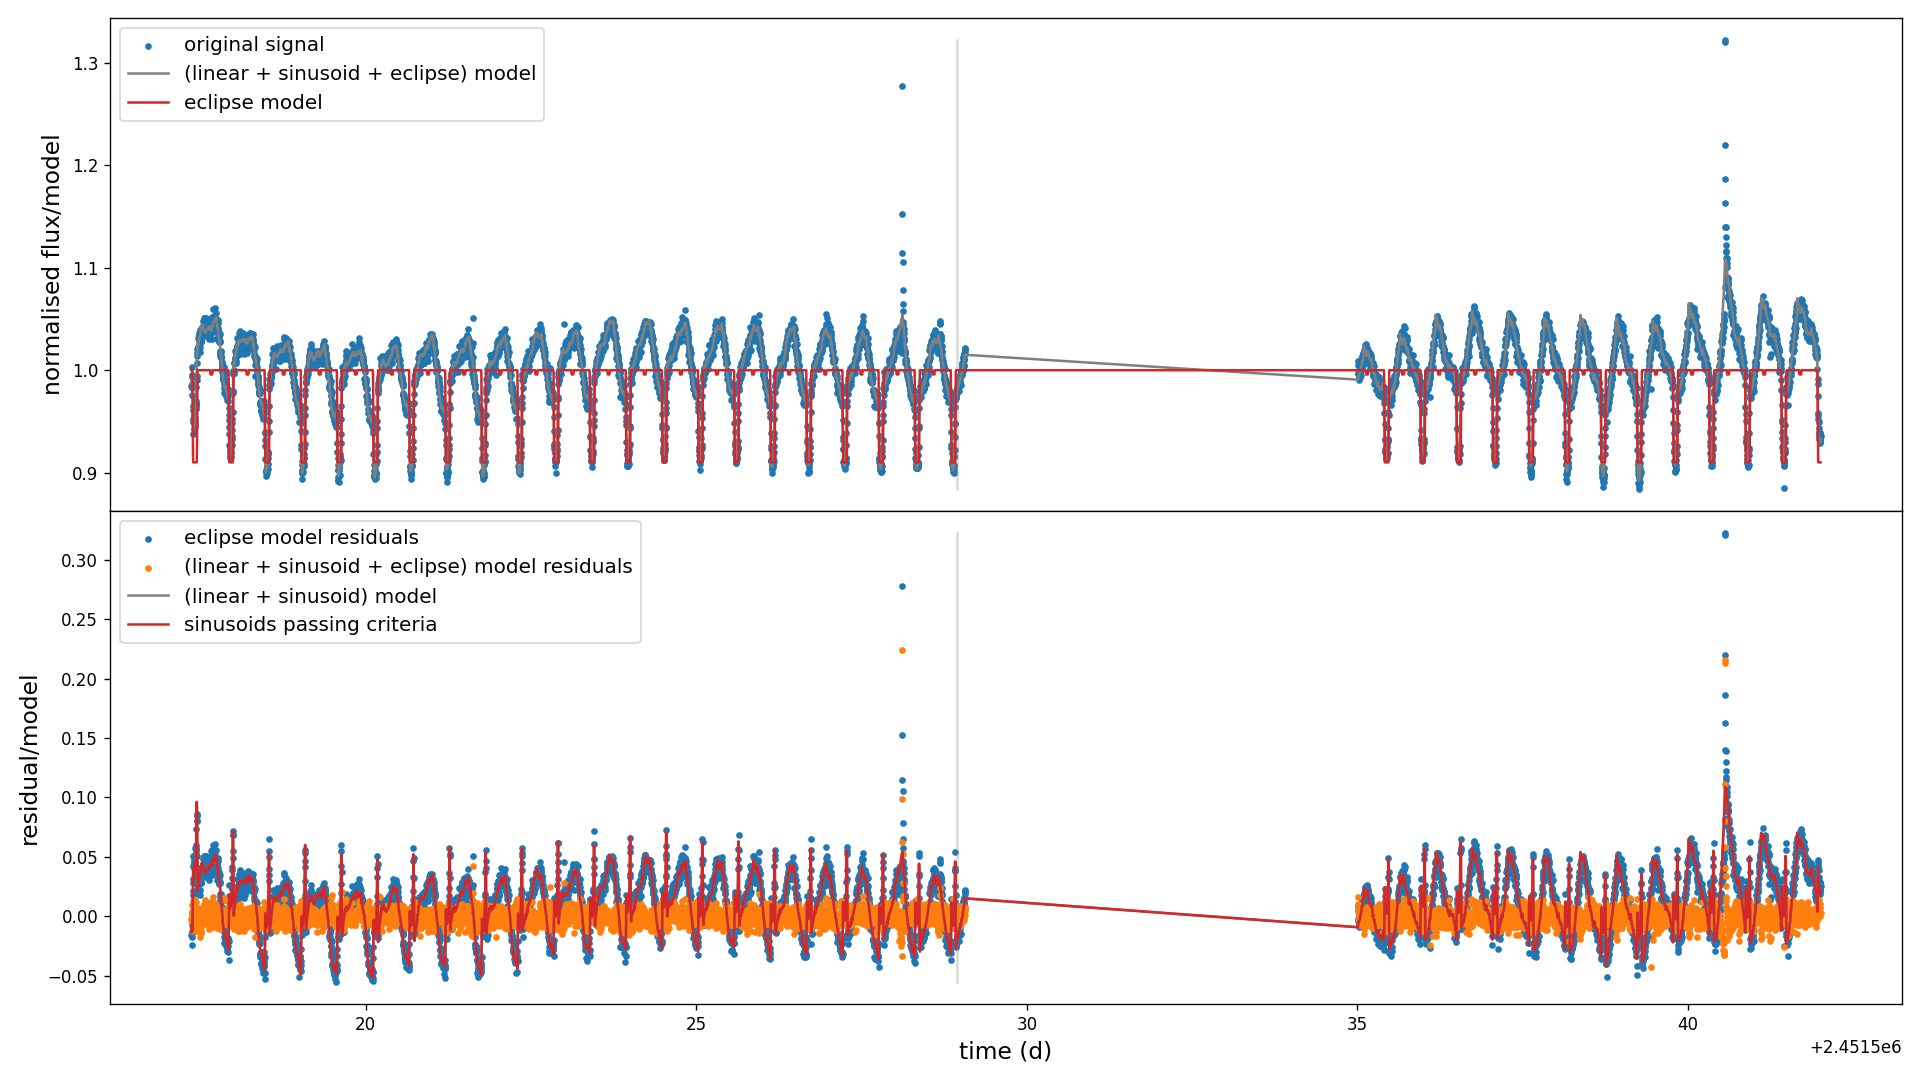 original signal
(linear + sinusoid + eclipse) model
eclipse model
normalised flux/model
1.3
1.2
1.1
1.0
0.9
eclipse model residuals
(linear + sinusoid + eclipse) model residuals
(linear + sinusoid) model
sinusoids passing criteria
residual/model
0.30
0.25
0.20
0.15
0.10
0.05
0.00
−0.05
20
25
30
35
40
time (d)
+2.4515e6